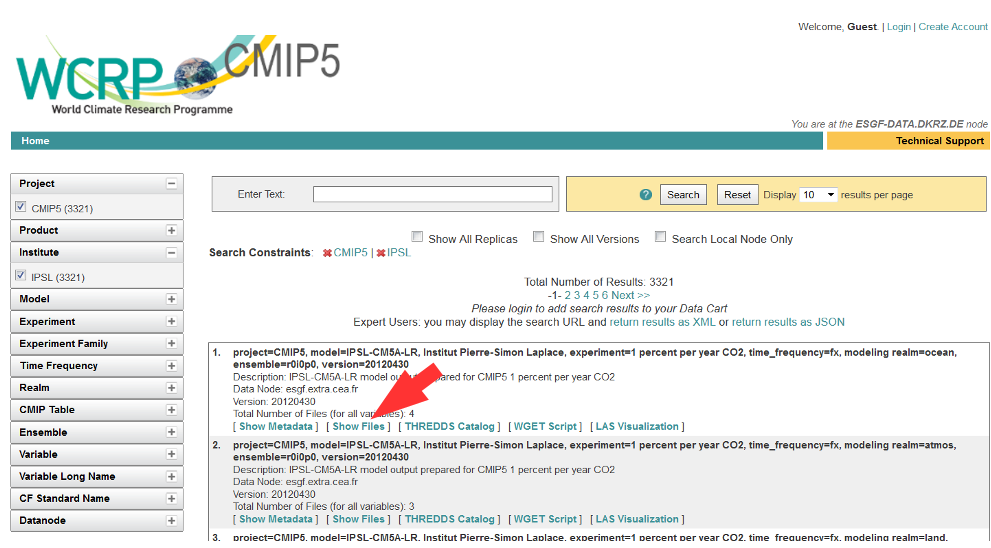 Welcome, Guest. | Login | Create Account
WCRP CMIP5
World Climate Research Programme
You are at the ESGF-DATA.DKRZ.DE node
Home
Technical Support
Project
CMIP5 (3321)
Product
Institute
IPSL (3321)
Model
Experiment
Experiment Family
Time Frequency
Realm
CMIP Table
Ensemble
Variable
Variable Long Name
CF Standard Name
Datanode
Enter Text:
? Search Reset Display 10 results per page
Show All Replicas Show All Versions Search Local Node Only
Search Constraints: CMIP5 | IPSL
Total Number of Results: 3321
-1- 2 3 4 5 6 Next >>
Please login to add search results to your Data Cart
Expert Users: you may display the search URL and return results as XML or return results as JSON
1. project=CMIP5, model=IPSL-CM5A-LR, Institut Pierre-Simon Laplace, experiment=1 percent per year CO2, time_frequency=fx, modeling realm=ocean,
ensemble=r0i0p0, version=20120430
Description: IPSL-CM5A-LR model output prepared for CMIP5 1 percent per year CO2
Data Node: esgf.extra.cea.fr
Version: 20120430
Total Number of Files (for all variables): 4
[ Show Metadata ] [ Show Files ] [ THREDDS Catalog ] [ WGET Script ] [ LAS Visualization ]
2. project=CMIP5, model=IPSL-CM5A-LR, Institut Pierre-Simon Laplace, experiment=1 percent per year CO2, time_frequency=fx, modeling realm=atmos,
ensemble=r0i0p0, version=20120430
Description: IPSL-CM5A-LR model output prepared for CMIP5 1 percent per year CO2
Data Node: esgf.extra.cea.fr
Version: 20120430
Total Number of Files (for all variables): 3
[ Show Metadata ] [ Show Files ] [ THREDDS Catalog ] [ WGET Script ] [ LAS Visualization ]
3. project=CMIP5, model=IPSL-CM5A-LR, Institut Pierre-Simon Laplace, experiment=1 percent per year CO2, time_frequency=fx, modeling realm=land,